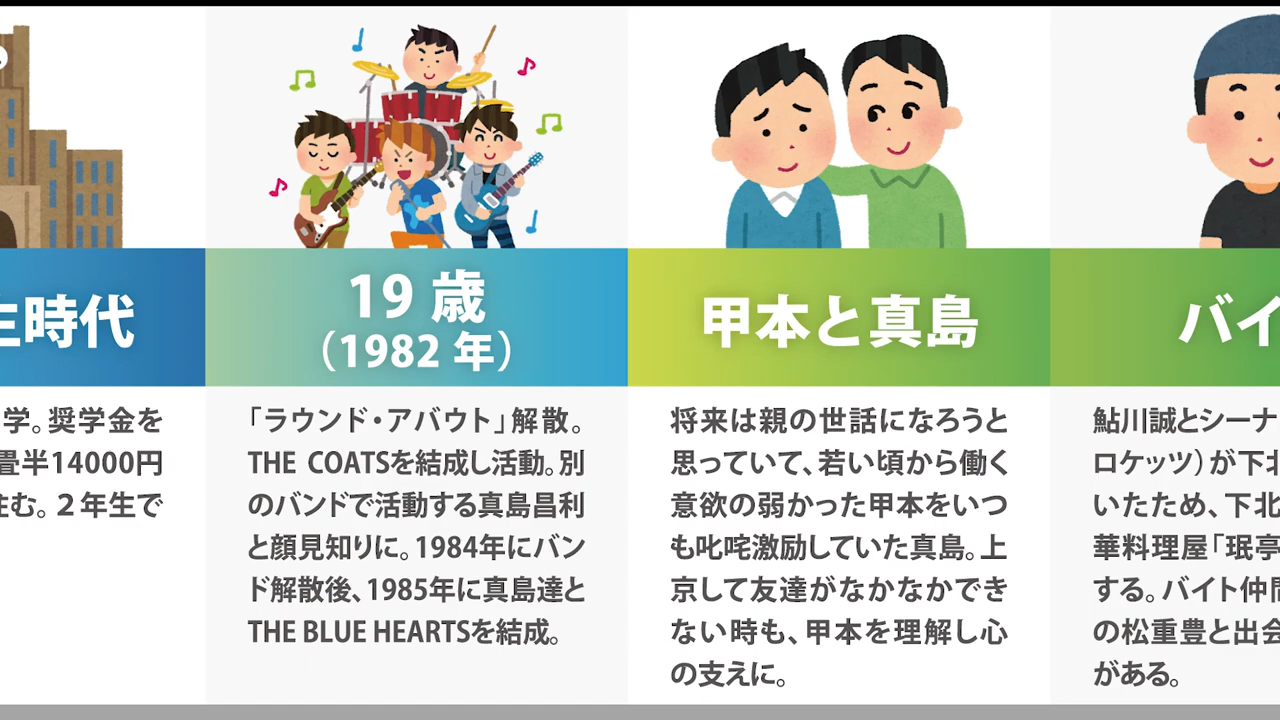 生時代
学。奨学金を
畳半14000円
住む。２年生で
19 歳
（1982 年）
「ラウンド・アバウト」解散。
THE COATSを結成し活動。別
のバンドで活動する真島昌利
と顔見知りに。1984年にバン
ド解散後、1985年に真島達と
THE BLUE HEARTSを結成。
甲本と真島
将来は親の世話になろうと
思っていて、若い頃から働く
意欲の弱かった甲本をいつ
も叱咤激励していた真島。上
京して友達がなかなかでき
ない時も、甲本を理解し心
の支えに。
バイ
鮎川誠とシーナ
ロケッツ）が下北
いたため、下北
華料理屋「珉亭
する。バイト仲間
の松重豊と出会
がある。